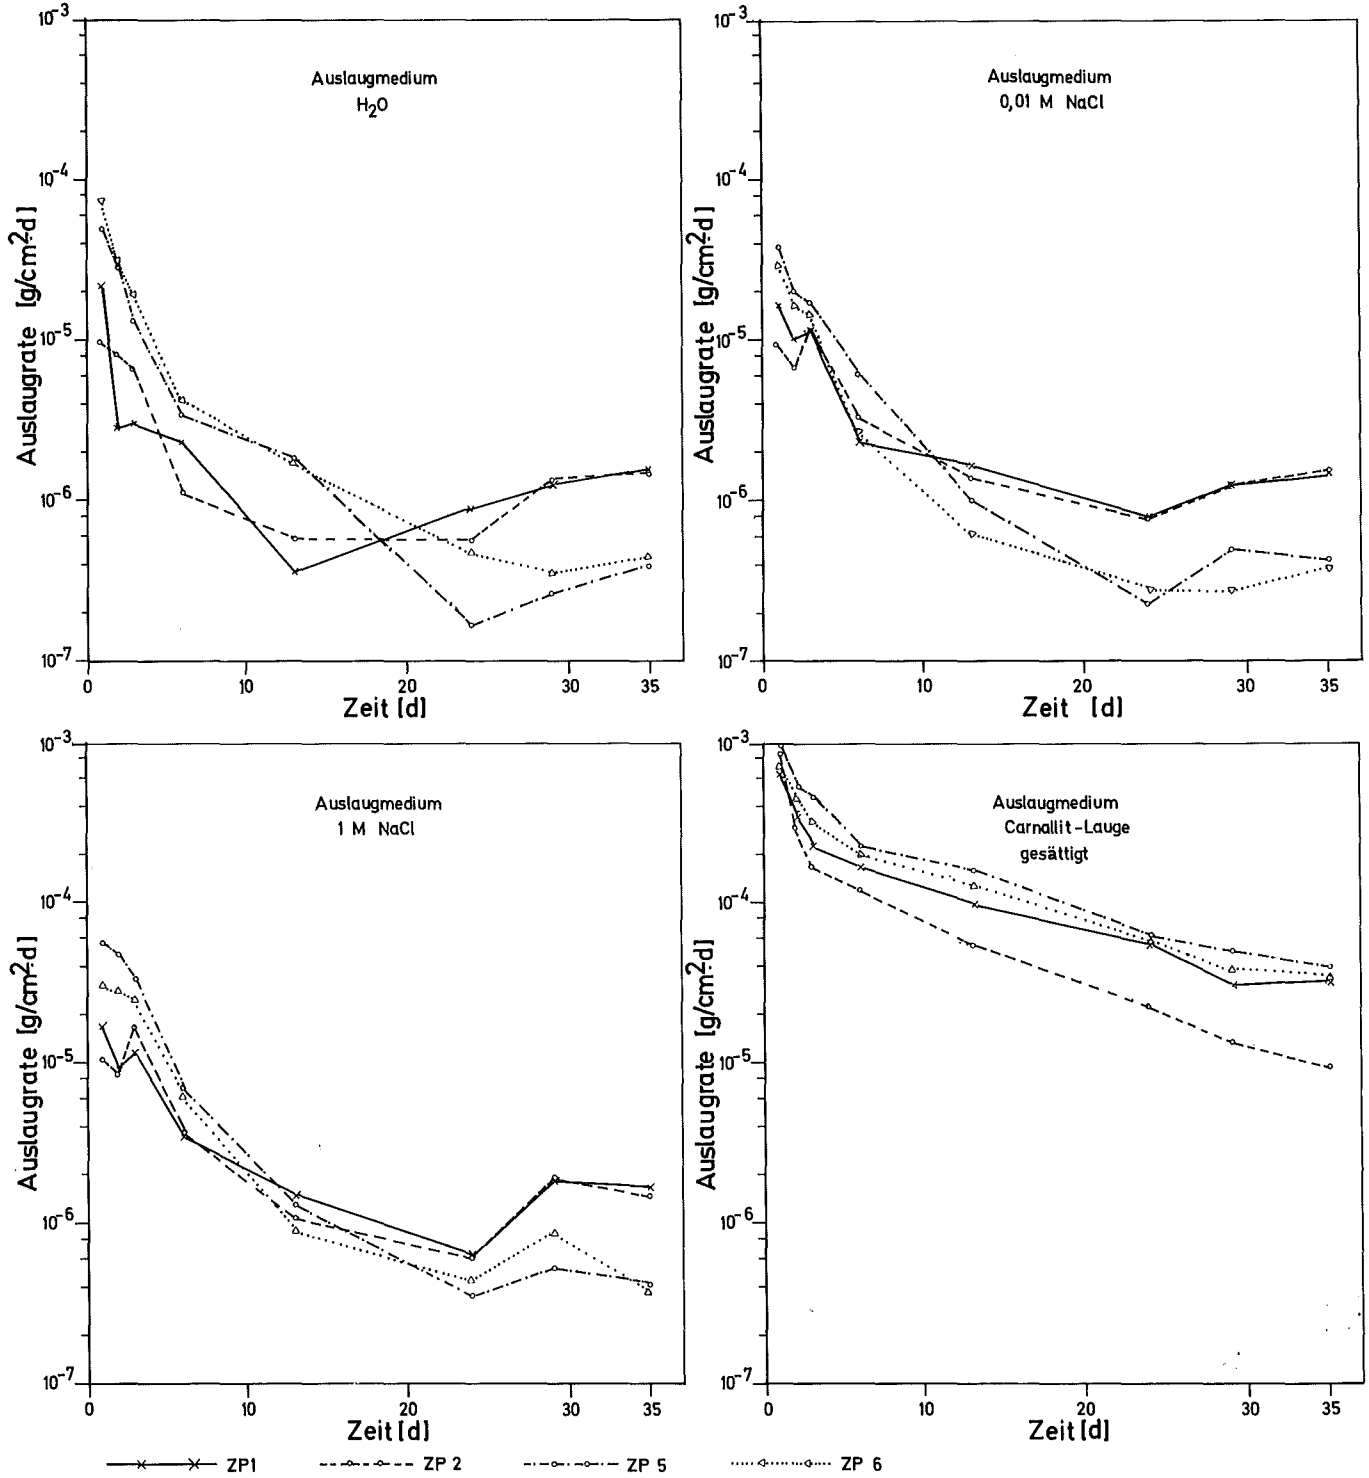 Auslaugmedium
H₂O
Auslaugrate [g/cm²·d]
10⁻³
10⁻⁴
10⁻⁵
10⁻⁶
10⁻⁷
0 10 20 30 35
Zeit [d]
Auslaugmedium
0,01 M NaCl
Auslaugrate [g/cm²·d]
10⁻³
10⁻⁴
10⁻⁵
10⁻⁶
10⁻⁷
0 10 20 30 35
Zeit [d]
Auslaugmedium
1 M NaCl
Auslaugrate [g/cm²·d]
10⁻³
10⁻⁴
10⁻⁵
10⁻⁶
10⁻⁷
0 10 20 30 35
Zeit [d]
Auslaugmedium
Carnallit-Lauge
gesättigt
Auslaugrate [g/cm²·d]
10⁻³
10⁻⁴
10⁻⁵
10⁻⁶
10⁻⁷
0 10 20 30 35
Zeit [d]
ZP1 ZP 2 ZP 5 ZP 6